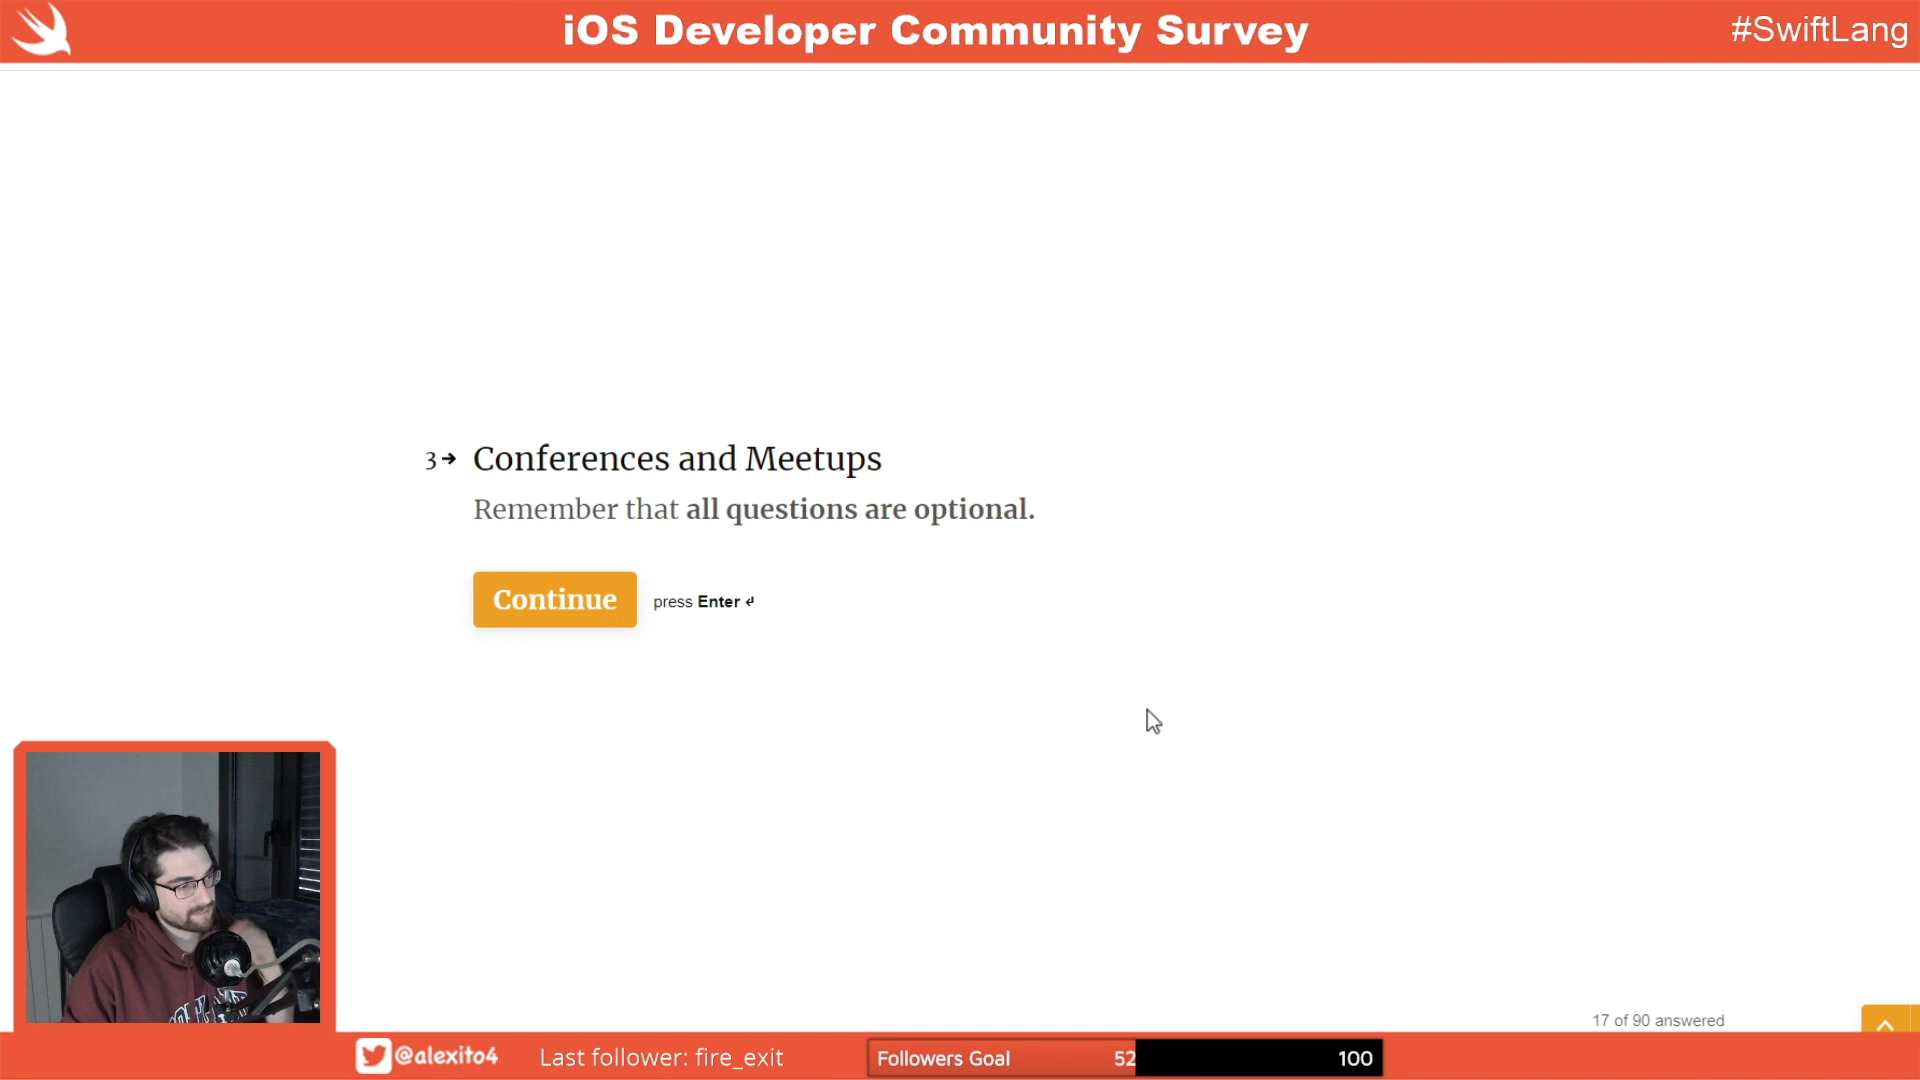 iOS Developer Community Survey
#SwiftLang
3 Conferences and Meetups
Remember that all questions are optional.
Continue
press Enter ↵
17 of 90 answered
@alexito4
Last follower: fire_exit
Followers Goal 52 100